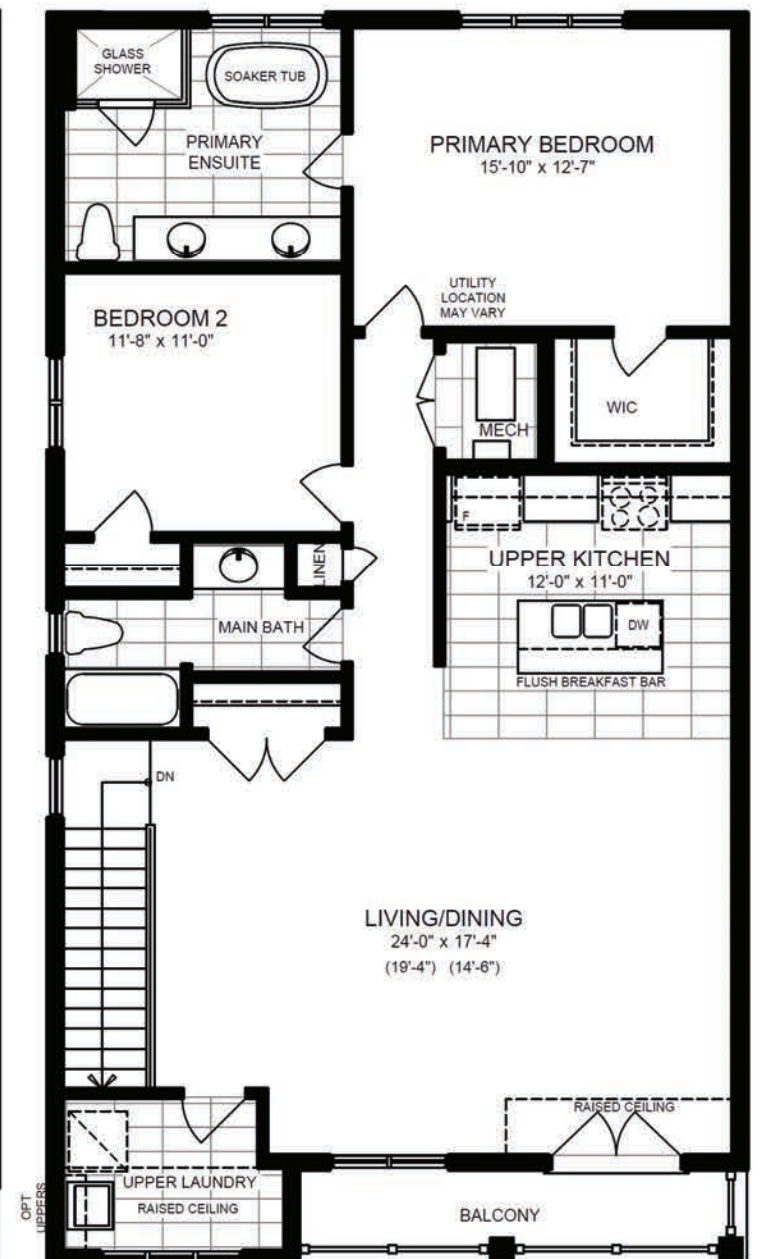 GLASS
SHOWER
SOAKER TUB
PRIMARY
ENSUITE
PRIMARY BEDROOM
15'-10" x 12'-7"
UTILITY
LOCATION
MAY VARY
BEDROOM 2
11'-8" x 11'-0"
MECH
WIC
F
UPPER KITCHEN
12'-0" x 11'-0"
LINEN
DW
MAIN BATH
FLUSH BREAKFAST BAR
DN
LIVING/DINING
24'-0" x 17'-4"
(19'-4") (14'-6")
RAISED CEILING
UPPER LAUNDRY
RAISED CEILING
OPT
UPPERS
BALCONY